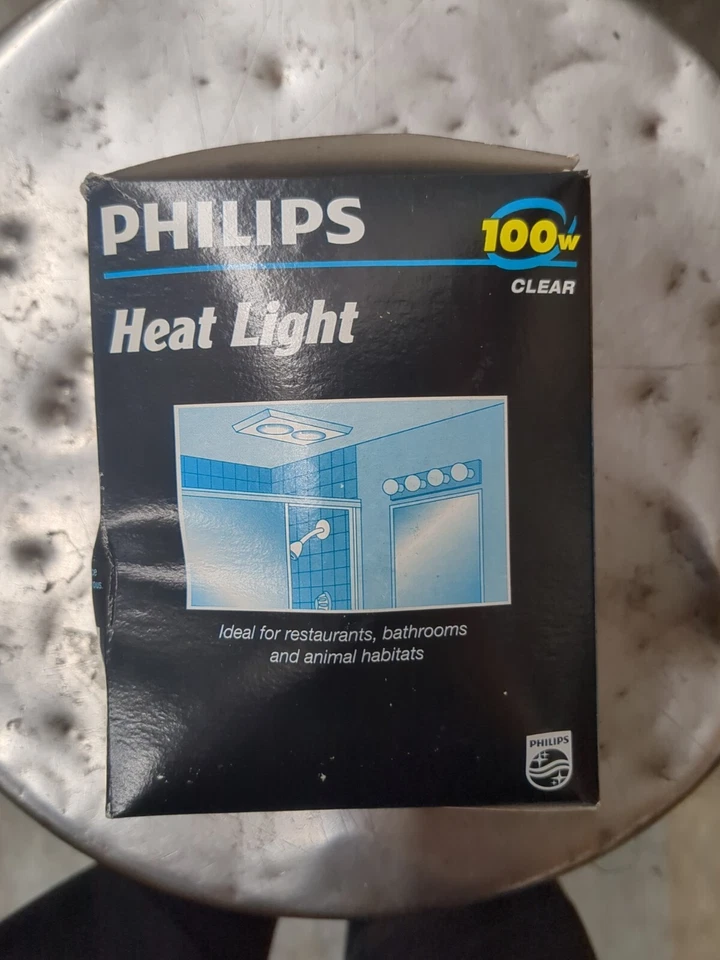 PHILIPS
100w
CLEAR
Heat Light
Ideal for restaurants, bathrooms
and animal habitats
PHILIPS